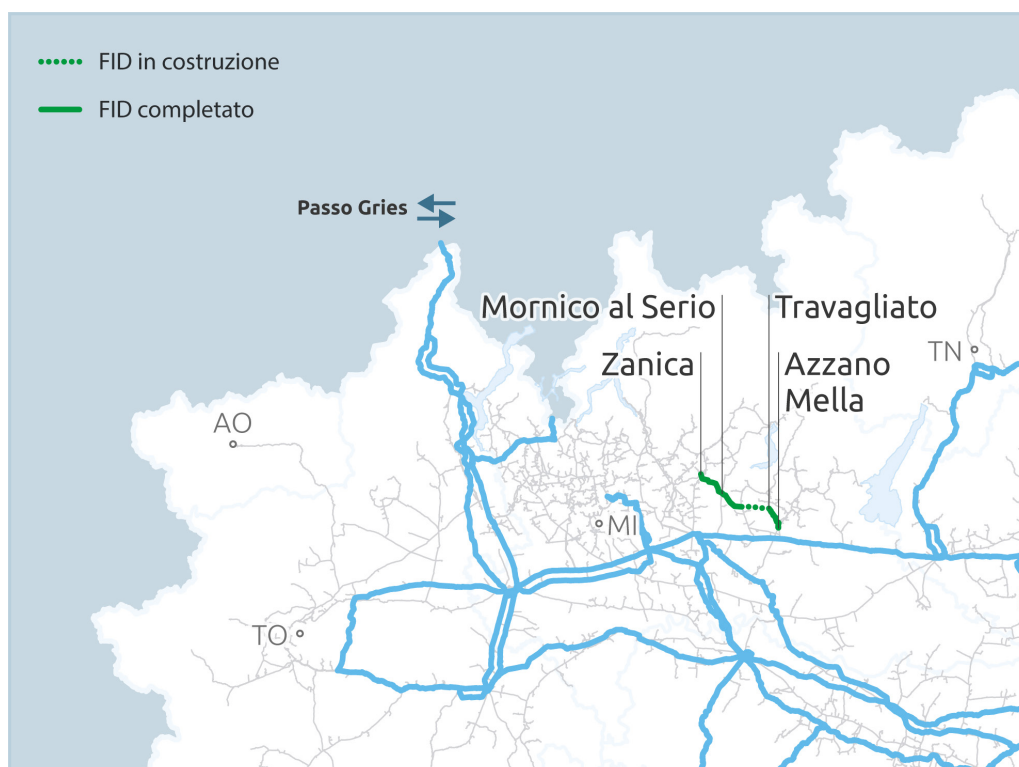 FID in costruzione
FID completato
Passo Gries
Mornico al Serio
Travagliato
Zanica
Azzano
Mella
TN
AO
MI
TO